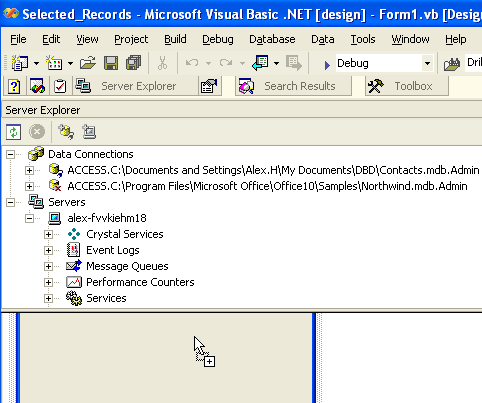 Selected_Records - Microsoft Visual Basic .NET [design] - Form1.vb [Desig
File Edit View Project Build Debug Database Data Tools Window Help
Debug Dril
Server Explorer Search Results Toolbox
Server Explorer
Data Connections
ACCESS.C:\Documents and Settings\Alex.H\My Documents\DBD\Contacts.mdb.Admin
ACCESS.C:\Program Files\Microsoft Office\Office10\Samples\Northwind.mdb.Admin
Servers
alex-fvvkiehm18
Crystal Services
Event Logs
Message Queues
Performance Counters
Services